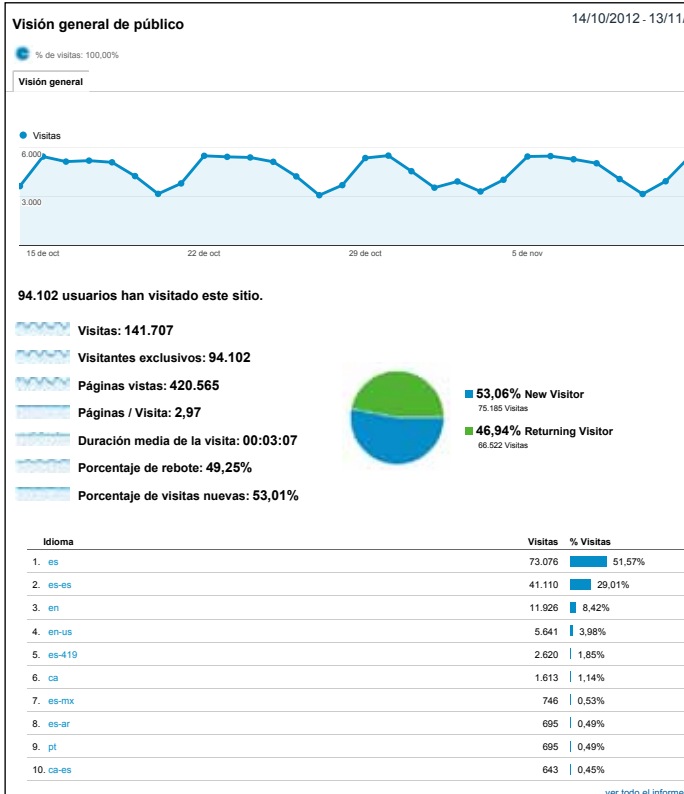 Visión general de público
14/10/2012 - 13/11/
% de visitas: 100,00%
Visión general
Visitas
6.000
3.000
15 de oct 22 de oct 29 de oct 5 de nov
94.102 usuarios han visitado este sitio.
Visitas: 141.707
Visitantes exclusivos: 94.102
Páginas vistas: 420.565
Páginas / Visita: 2,97
Duración media de la visita: 00:03:07
Porcentaje de rebote: 49,25%
Porcentaje de visitas nuevas: 53,01%
53,06% New Visitor
75.185 Visitas
46,94% Returning Visitor
66.522 Visitas
Idioma Visitas % Visitas
1. es 73.076 51,57%
2. es-es 41.110 29,01%
3. en 11.926 8,42%
4. en-us 5.641 3,98%
5. es-419 2.620 1,85%
6. ca 1.613 1,14%
7. es-mx 746 0,53%
8. es-ar 695 0,49%
9. pt 695 0,49%
10. ca-es 643 0,45%
ver todo el informe